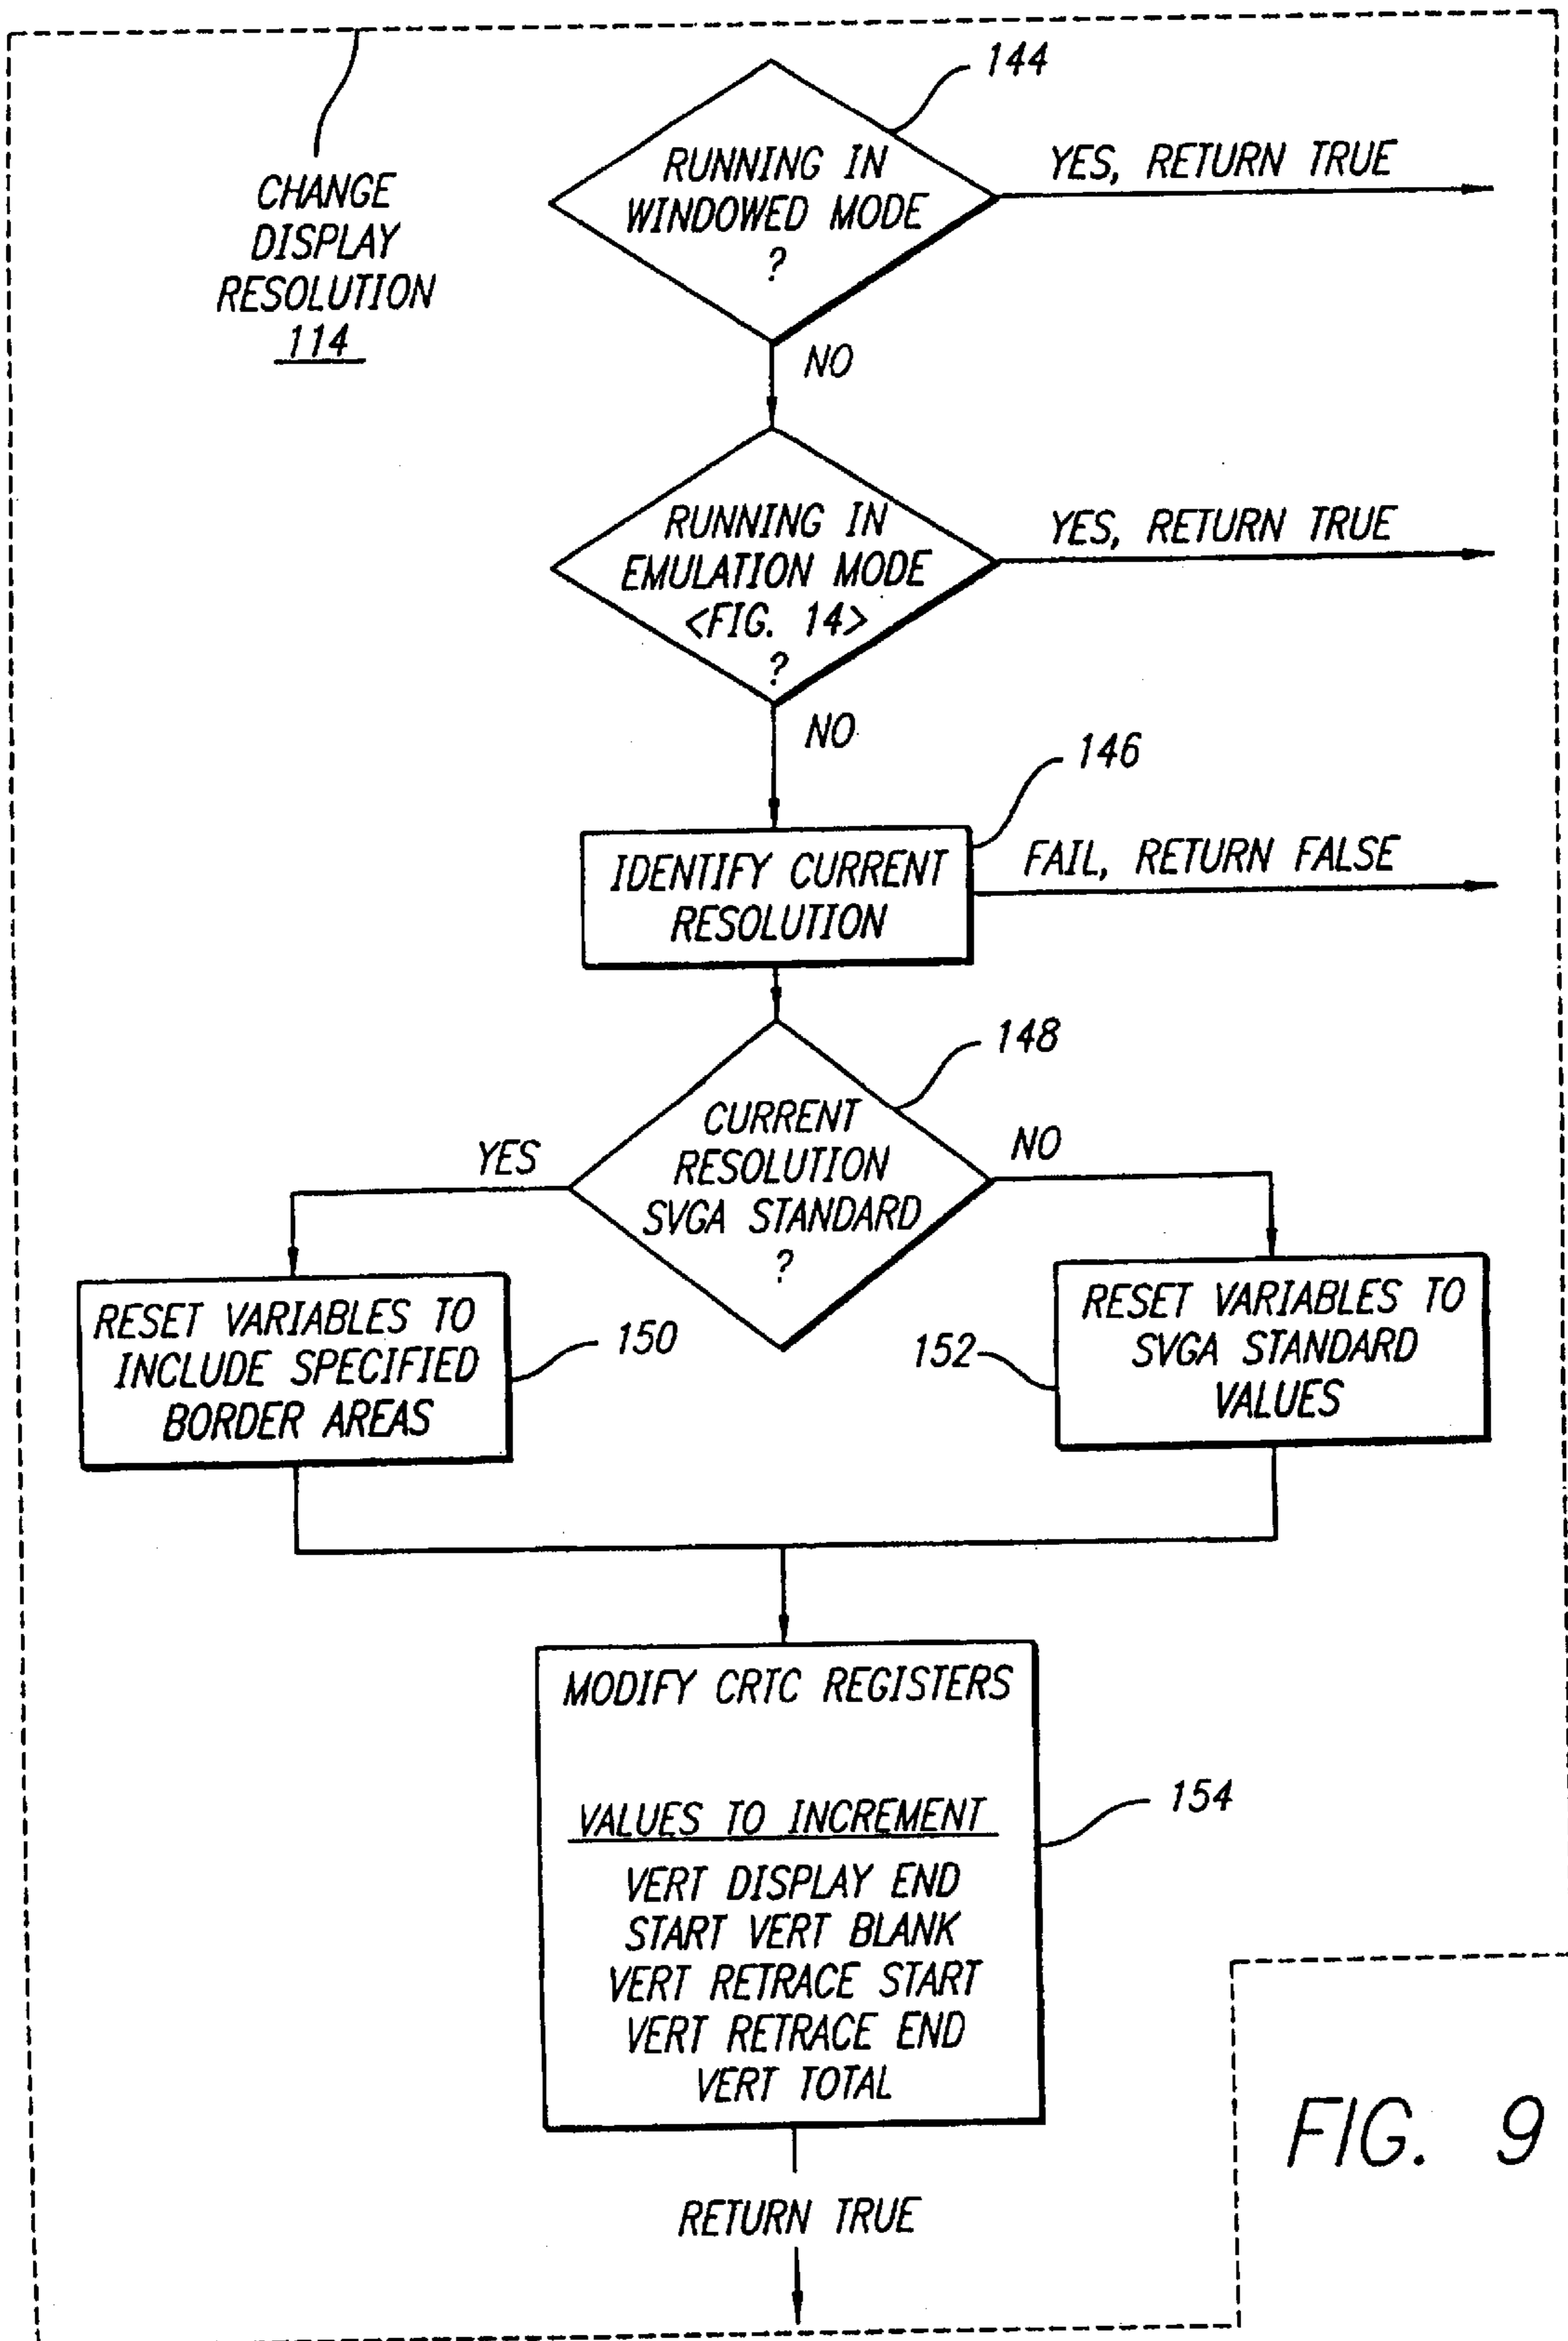 144
RUNNING IN
WINDOWED MODE
?
YES, RETURN TRUE
CHANGE
DISPLAY
RESOLUTION
114
NO
RUNNING IN
EMULATION MODE
<FIG. 14>
?
YES, RETURN TRUE
NO
146
IDENTIFY CURRENT
RESOLUTION
FAIL, RETURN FALSE
148
CURRENT
RESOLUTION
SVGA STANDARD
?
YES
NO
RESET VARIABLES TO
INCLUDE SPECIFIED
BORDER AREAS
150
152
RESET VARIABLES TO
SVGA STANDARD
VALUES
MODIFY CRTC REGISTERS
VALUES TO INCREMENT
VERT DISPLAY END
START VERT BLANK
VERT RETRACE START
VERT RETRACE END
VERT TOTAL
154
RETURN TRUE
FIG. 9